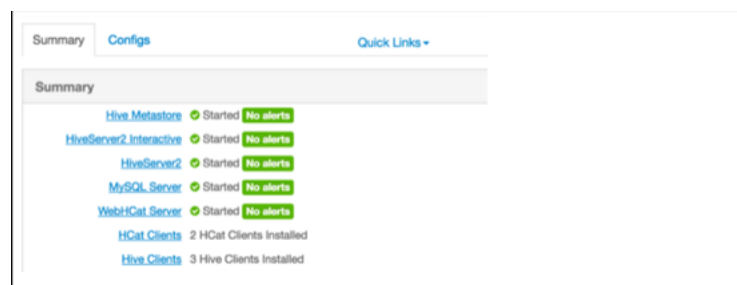 Summary Configs Quick Links
Summary
Hive Metastore Started No alerts
HiveServer2 Interactive Started No alerts
HiveServer2 Started No alerts
MySQL Server Started No alerts
WebHCat Server Started No alerts
HCat Clients 2 HCat Clients Installed
Hive Clients 3 Hive Clients Installed